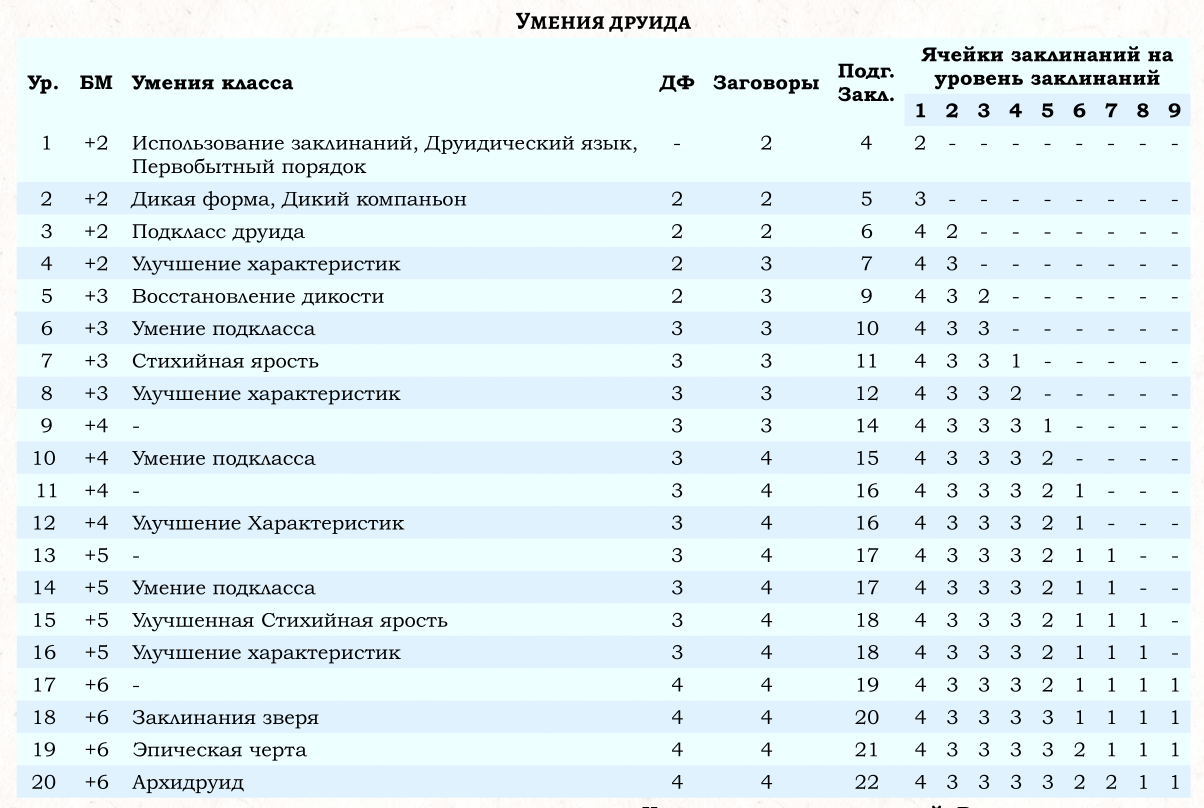 Умения друида
Ячейки заклинаний на
уровень заклинаний
Ур. БМ Умения класса ДФ Заговоры Подг.
Закл.
1 2 3 4 5 6 7 8 9
1 +2 Использование заклинаний, Друидический язык, - 2 4 2 - - - - - - - -
Первобытный порядок
2 +2 Дикая форма, Дикий компаньон 2 2 5 3 - - - - - - - -
3 +2 Подкласс друида 2 2 6 4 2 - - - - - - -
4 +2 Улучшение характеристик 2 3 7 4 3 - - - - - - -
5 +3 Восстановление дикости 2 3 9 4 3 2 - - - - - -
6 +3 Умение подкласса 3 3 10 4 3 3 - - - - - -
7 +3 Стихийная ярость 3 3 11 4 3 3 1 - - - - -
8 +3 Улучшение характеристик 3 3 12 4 3 3 2 - - - - -
9 +4 - 3 3 14 4 3 3 3 1 - - - -
10 +4 Умение подкласса 3 4 15 4 3 3 3 2 - - - -
11 +4 - 3 4 16 4 3 3 3 2 1 - - -
12 +4 Улучшение Характеристик 3 4 16 4 3 3 3 2 1 - - -
13 +5 - 3 4 17 4 3 3 3 2 1 1 - -
14 +5 Умение подкласса 3 4 17 4 3 3 3 2 1 1 - -
15 +5 Улучшенная Стихийная ярость 3 4 18 4 3 3 3 2 1 1 1 -
16 +5 Улучшение характеристик 3 4 18 4 3 3 3 2 1 1 1 -
17 +6 - 4 4 19 4 3 3 3 2 1 1 1 1
18 +6 Заклинания зверя 4 4 20 4 3 3 3 3 1 1 1 1
19 +6 Эпическая черта 4 4 21 4 3 3 3 3 2 1 1 1
20 +6 Архидруид 4 4 22 4 3 3 3 3 2 2 1 1